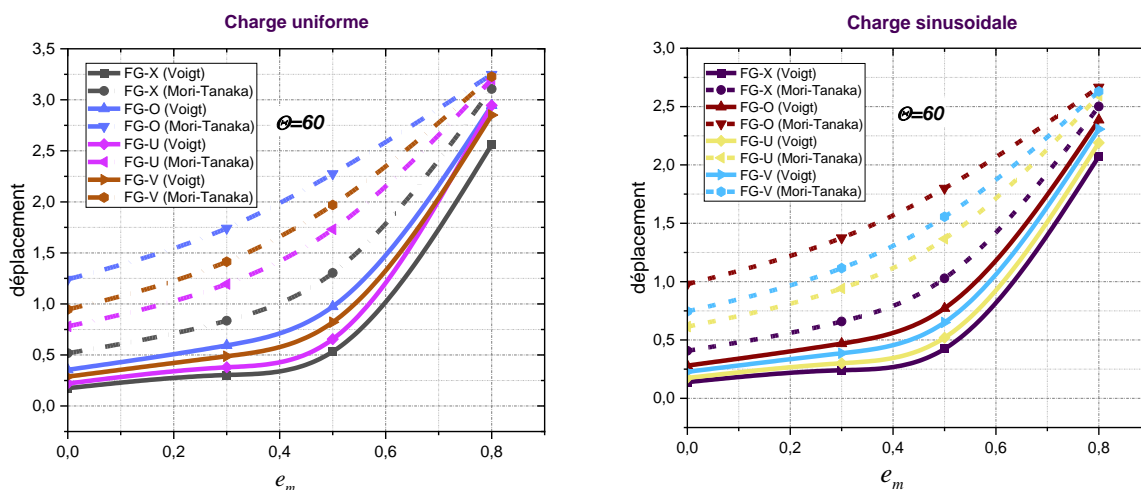 Charge uniforme
3,5
3,0
2,5
2,0
1,5
1,0
0,5
0,0
déplacement
FG-X (Voigt)
FG-X (Mori-Tanaka)
FG-O (Voigt)
FG-O (Mori-Tanaka)
FG-U (Voigt)
FG-U (Mori-Tanaka)
FG-V (Voigt)
FG-V (Mori-Tanaka)
Θ=60
0,0 0,2 0,4 0,6 0,8
e_m
Charge sinusoidale
3,0
2,5
2,0
1,5
1,0
0,5
0,0
déplacement
FG-X (Voigt)
FG-X (Mori-Tanaka)
FG-O (Voigt)
FG-O (Mori-Tanaka)
FG-U (Voigt)
FG-U (Mori-Tanaka)
FG-V (Voigt)
FG-V (Mori-Tanaka)
Θ=60
0,0 0,2 0,4 0,6 0,8
e_m